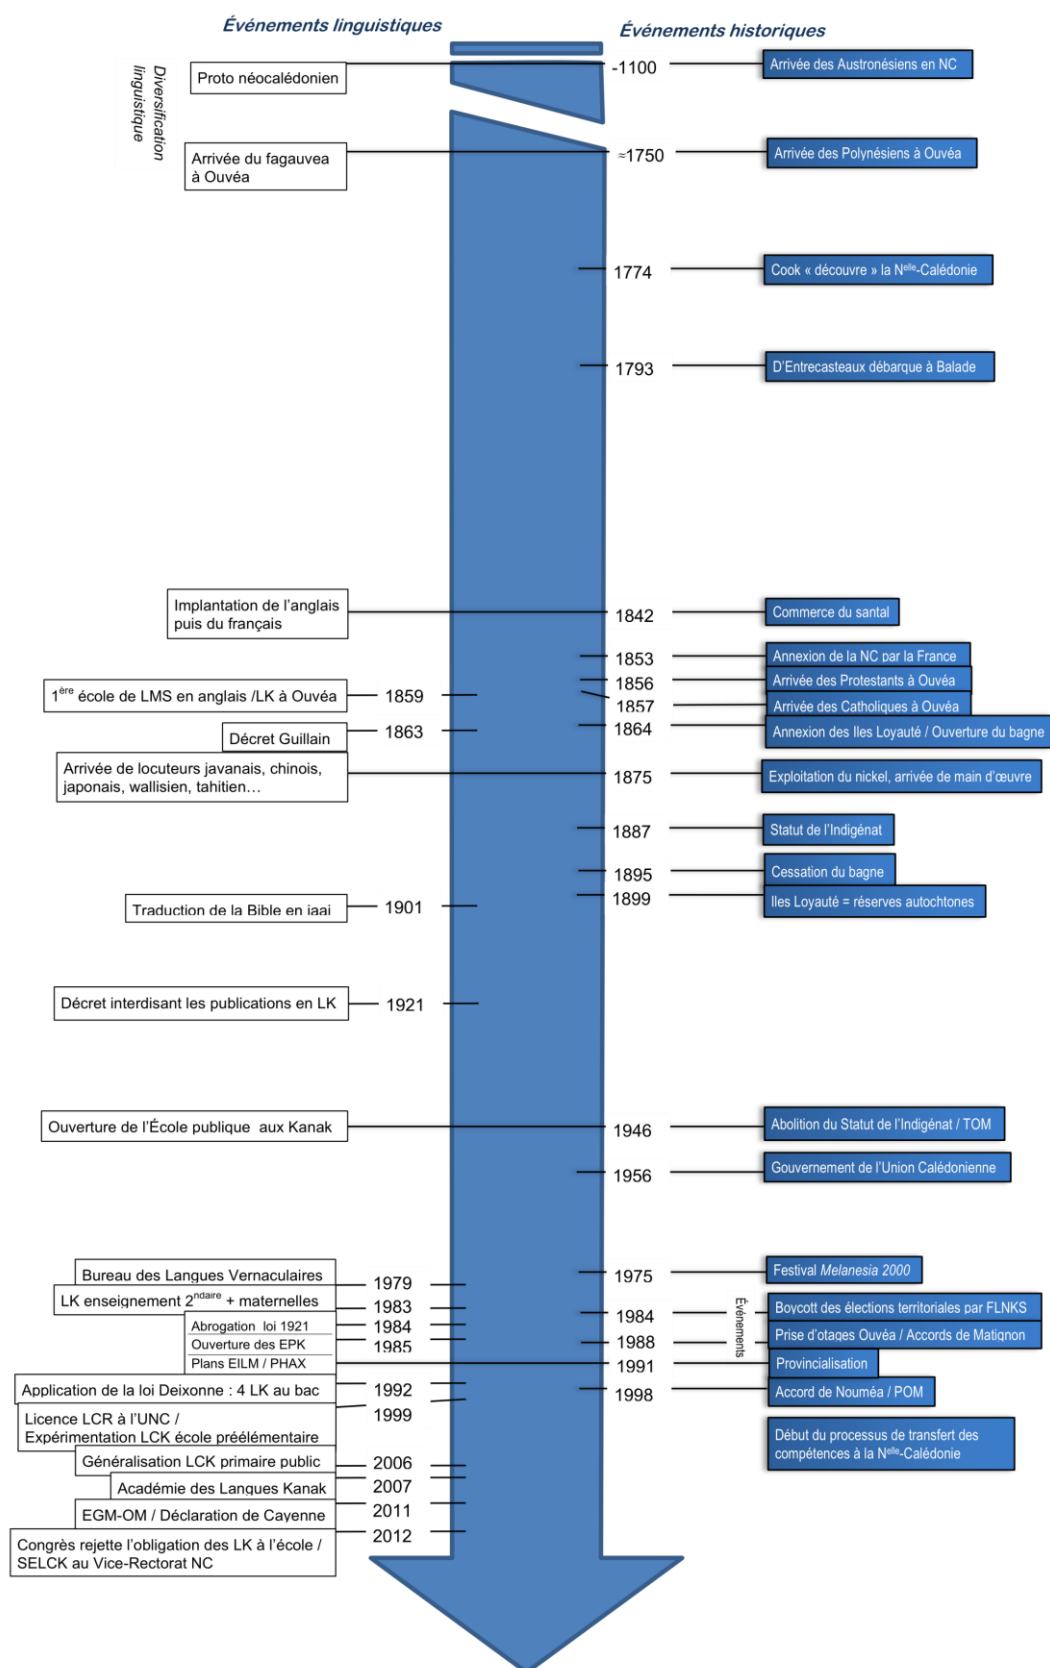 Événements linguistiques
Événements historiques
Diversification
linguistique
Proto néocalédonien
-1100
Arrivée des Austronésiens en NC
Arrivée du fagauvea
à Ouvéa
≈1750
Arrivée des Polynésiens à Ouvéa
1774
Cook « découvre » la Nelle-Calédonie
1793
D'Entrecasteaux débarque à Balade
Implantation de l'anglais
puis du français
1842
Commerce du santal
1853
Annexion de la NC par la France
1856
Arrivée des Protestants à Ouvéa
1ère école de LMS en anglais /LK à Ouvéa
1859
1857
Arrivée des Catholiques à Ouvéa
Décret Guillain
1863
1864
Annexion des Iles Loyauté / Ouverture du bagne
Arrivée de locuteurs javanais, chinois,
japonais, wallisien, tahitien…
1875
Exploitation du nickel, arrivée de main d'œuvre
1887
Statut de l'Indigénat
1895
Cessation du bagne
1899
Iles Loyauté = réserves autochtones
Traduction de la Bible en iaai
1901
Décret interdisant les publications en LK
1921
Ouverture de l'École publique aux Kanak
1946
Abolition du Statut de l'Indigénat / TOM
1956
Gouvernement de l'Union Calédonienne
Bureau des Langues Vernaculaires
1979
1975
Festival Melanesia 2000
LK enseignement 2ndaire + maternelles
1983
Événements
1984
Boycott des élections territoriales par FLNKS
Abrogation loi 1921
1984
Ouverture des EPK
1985
1988
Prise d'otages Ouvéa / Accords de Matignon
Plans EILM / PHAX
1991
Provincialisation
Application de la loi Deixonne : 4 LK au bac
1992
1998
Accord de Nouméa / POM
Licence LCR à l'UNC /
Expérimentation LCK école préélémentaire
1999
Début du processus de transfert des
compétences à la Nelle-Calédonie
Généralisation LCK primaire public
2006
Académie des Langues Kanak
2007
EGM-OM / Déclaration de Cayenne
2011
Congrès rejette l'obligation des LK à l'école /
SELCK au Vice-Rectorat NC
2012